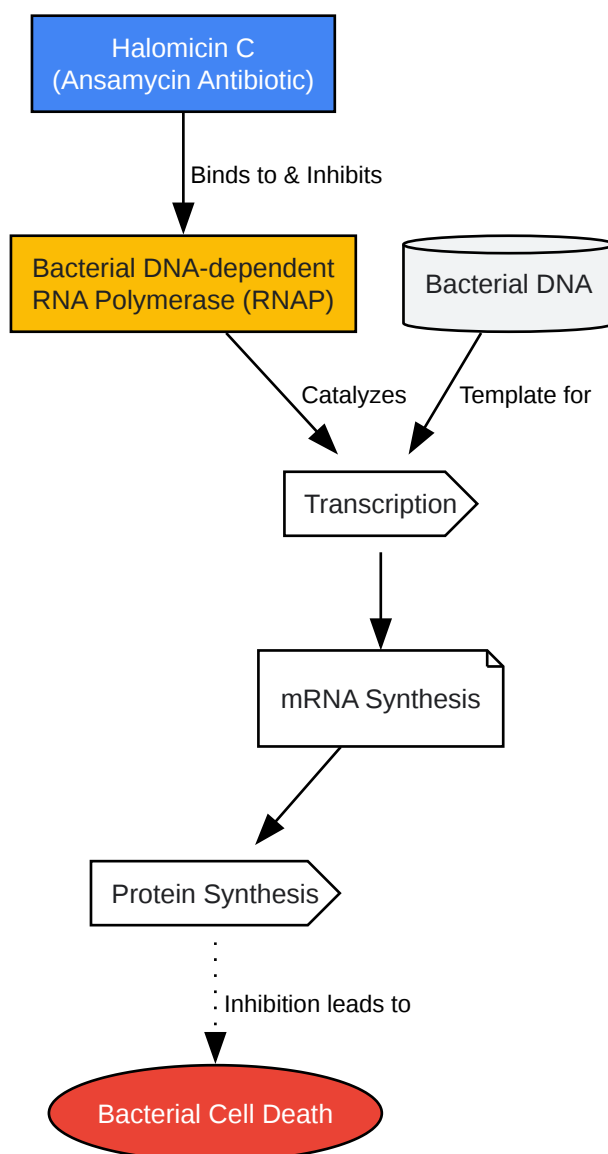 Halomicin C
(Ansamycin Antibiotic)
Binds to & Inhibits
Bacterial DNA-dependent
RNA Polymerase (RNAP)
Bacterial DNA
Catalyzes
Template for
Transcription
mRNA Synthesis
Protein Synthesis
Inhibition leads to
Bacterial Cell Death